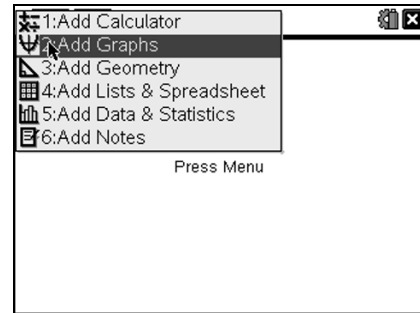 1:Add Calculator
2:Add Graphs
3:Add Geometry
4:Add Lists & Spreadsheet
5:Add Data & Statistics
6:Add Notes
Press Menu